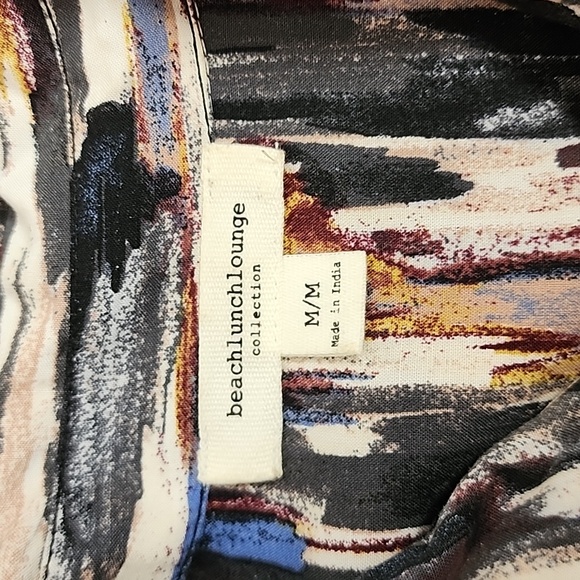 beachlunchlounge
collection
M/M
Made in India